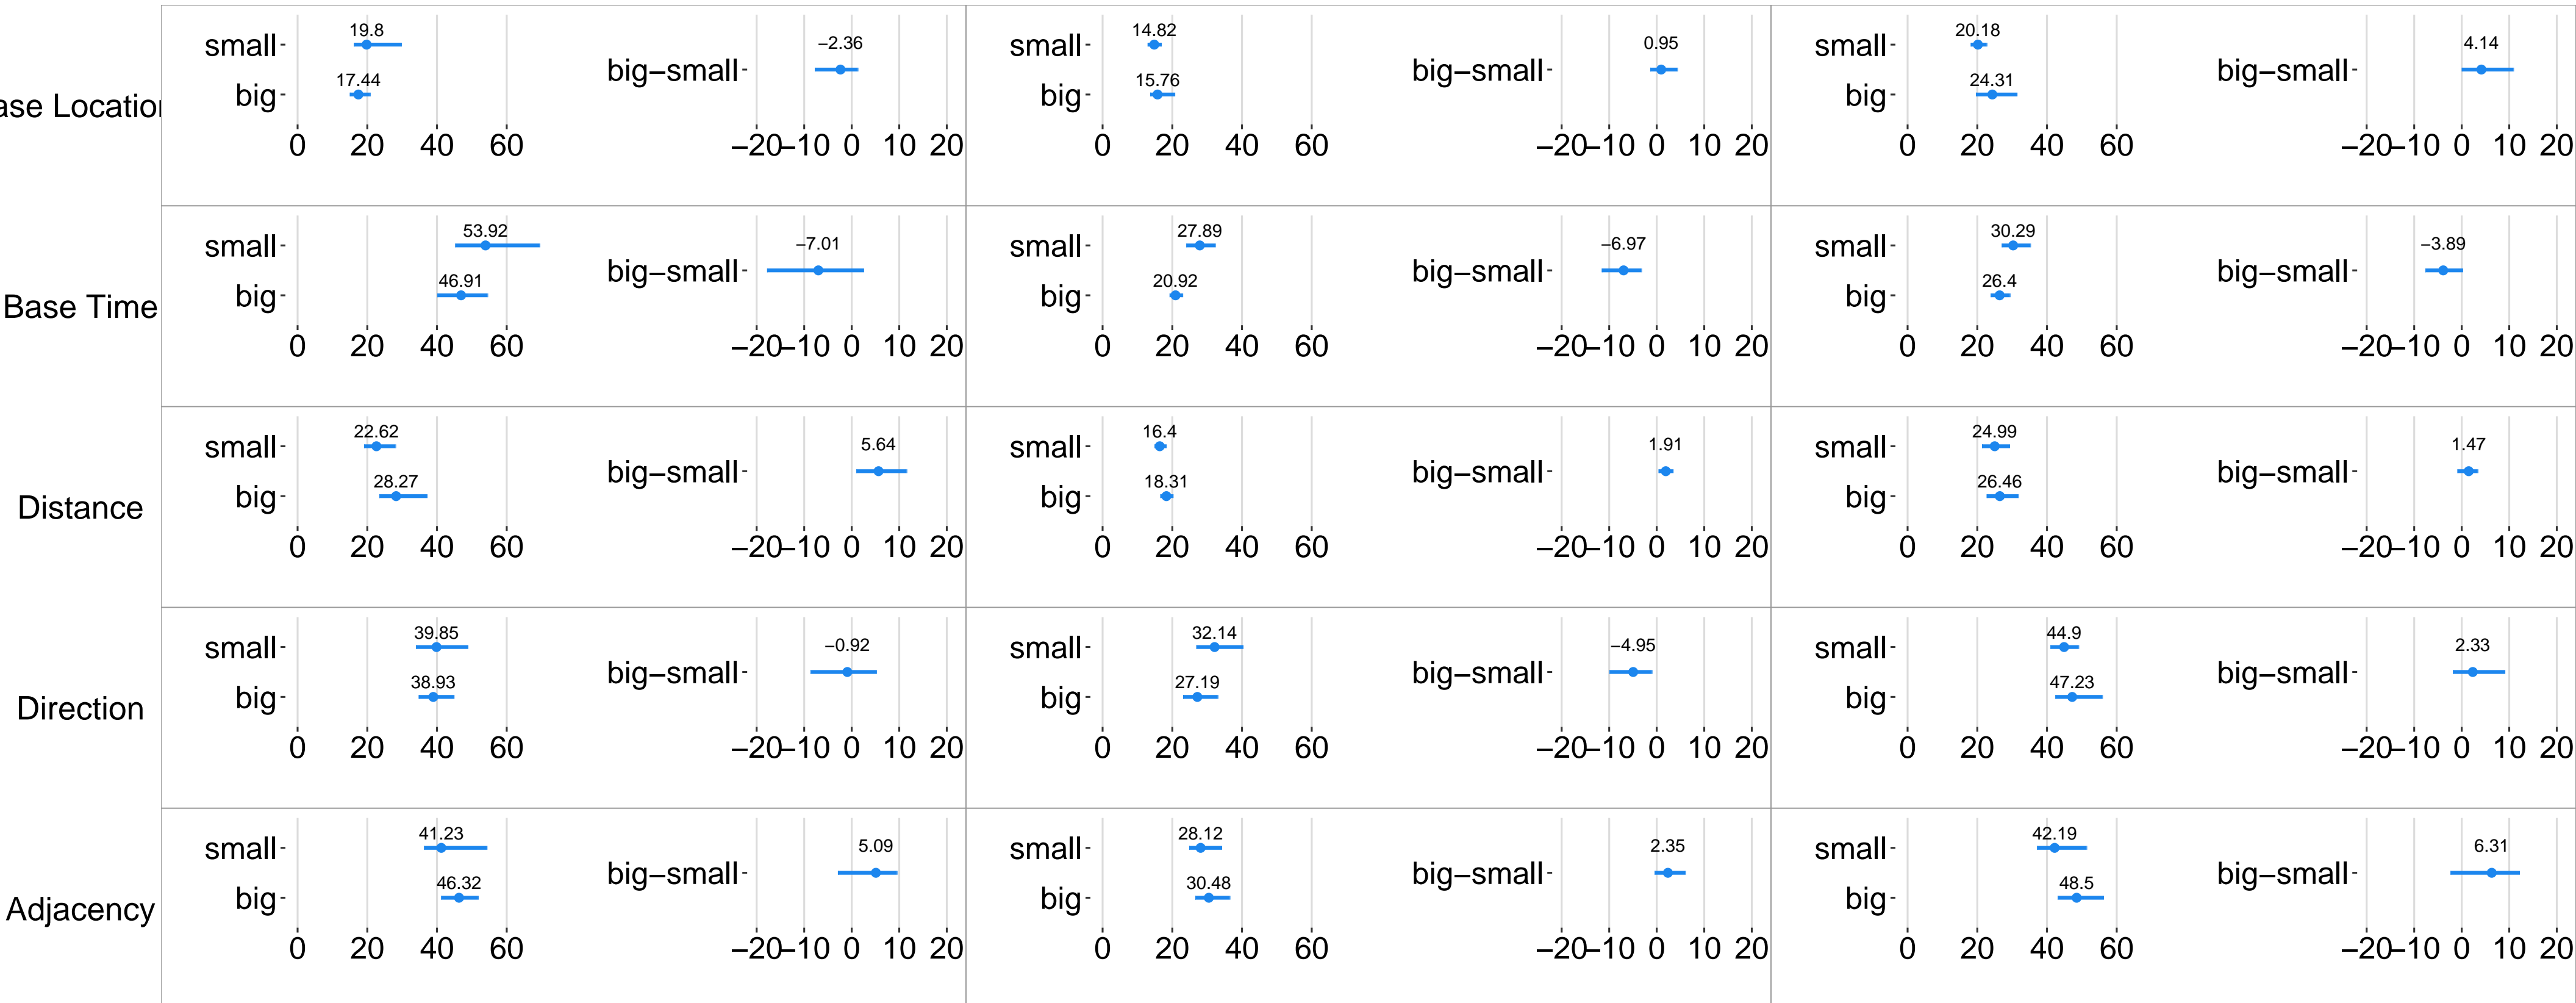 19.8 −2.36 14.82 0.95 20.18 4.14
small small small
big−small big−small big−small
17.44 15.76 24.31
big big big
ase Location
0 20 40 60 −20 −10 0 10 20 0 20 40 60 −20 −10 0 10 20 0 20 40 60 −20 −10 0 10 20
53.92 −7.01 27.89 −6.97 30.29 −3.89
small small small
big−small big−small big−small
46.91 20.92 26.4
big big big
Base Time
0 20 40 60 −20 −10 0 10 20 0 20 40 60 −20 −10 0 10 20 0 20 40 60 −20 −10 0 10 20
22.62 5.64 16.4 1.91 24.99 1.47
small small small
big−small big−small big−small
28.27 18.31 26.46
big big big
Distance
0 20 40 60 −20 −10 0 10 20 0 20 40 60 −20 −10 0 10 20 0 20 40 60 −20 −10 0 10 20
39.85 −0.92 32.14 −4.95 44.9 2.33
small small small
big−small big−small big−small
38.93 27.19 47.23
big big big
Direction
0 20 40 60 −20 −10 0 10 20 0 20 40 60 −20 −10 0 10 20 0 20 40 60 −20 −10 0 10 20
41.23 5.09 28.12 2.35 42.19 6.31
small small small
big−small big−small big−small
46.32 30.48 48.5
big big big
Adjacency
0 20 40 60 −20 −10 0 10 20 0 20 40 60 −20 −10 0 10 20 0 20 40 60 −20 −10 0 10 20